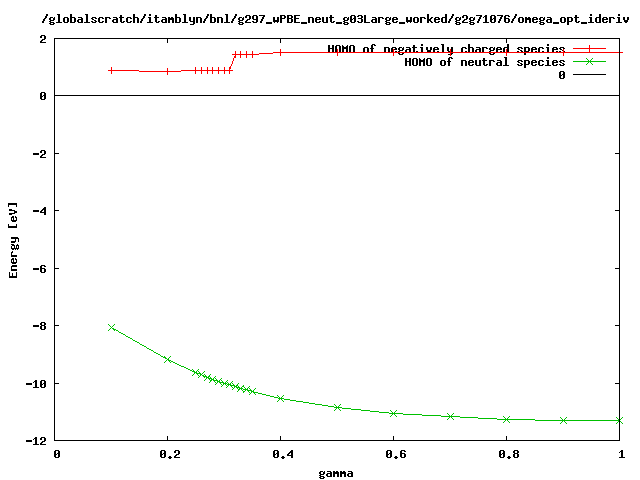 /globalscratch/itamblyn/bnl/g297_wPBE_neut_g03Large_worked/g2g71076/omega_opt_ideriv
HOMO of negatively charged species
HOMO of neutral species
0
2
0
-2
-4
-6
-8
-10
-12
Energy [eV]
0 0.2 0.4 0.6 0.8 1
gamma